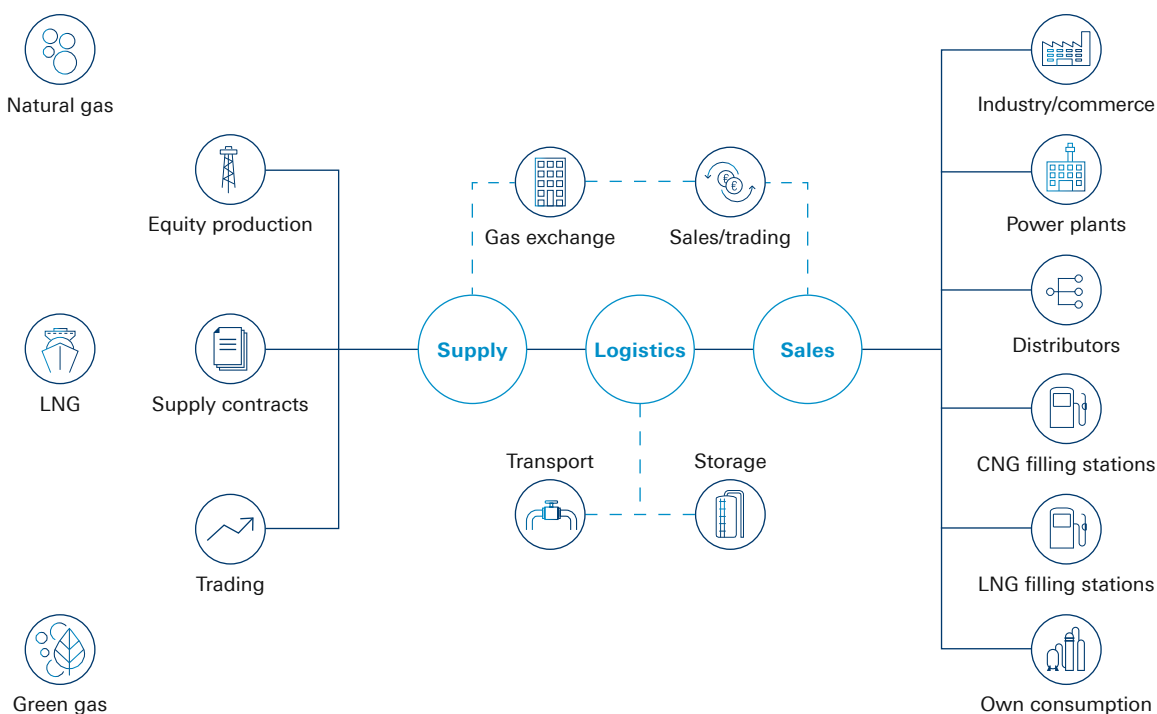 Natural gas
Industry/commerce
Equity production
Gas exchange
Sales/trading
Power plants
Supply
Logistics
Sales
Distributors
LNG
Supply contracts
Transport
Storage
CNG filling stations
Trading
LNG filling stations
Green gas
Own consumption